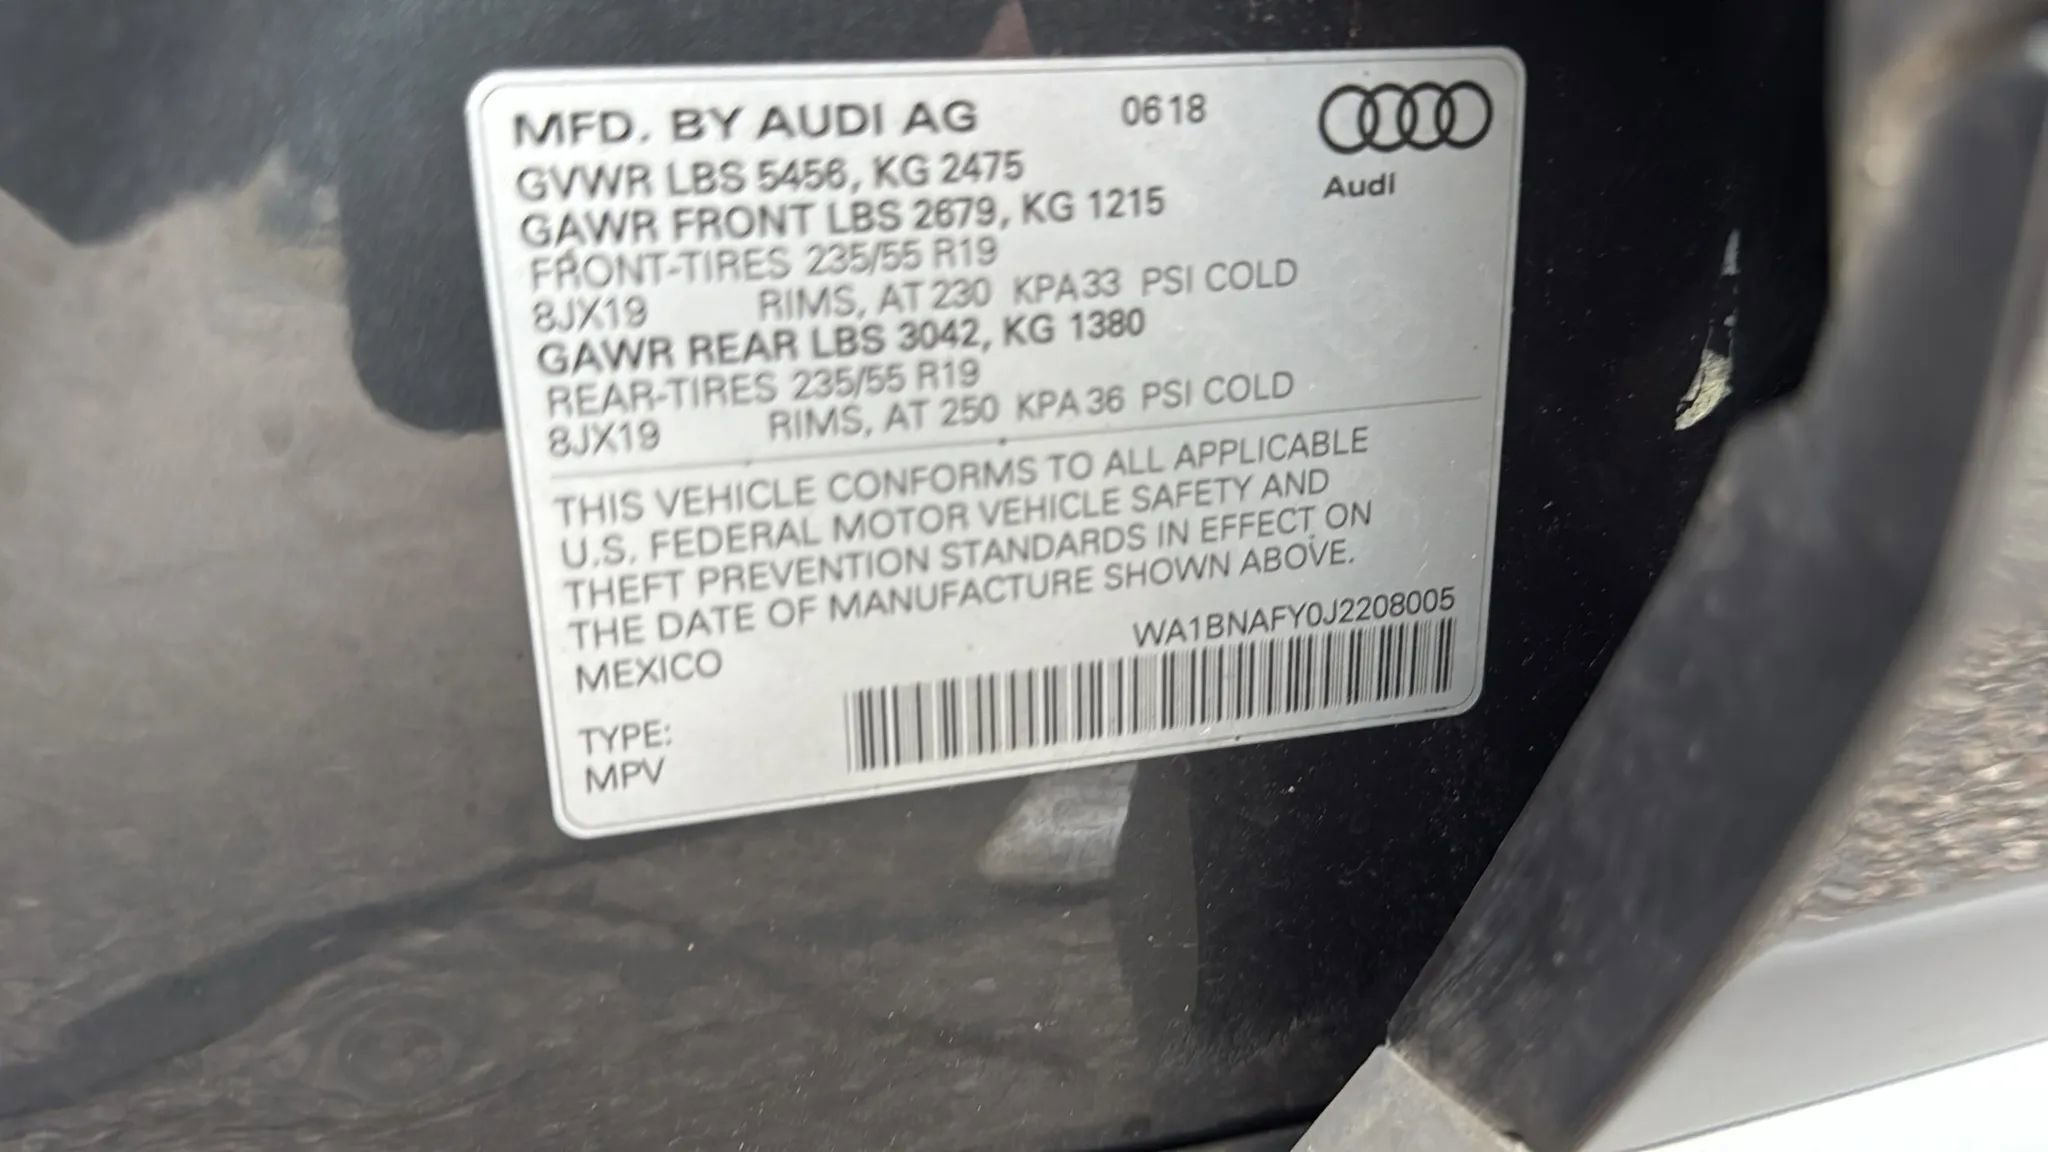 MFD. BY AUDI AG 0618
Audi
GVWR LBS 5456, KG 2475
GAWR FRONT LBS 2679, KG 1215
FRONT-TIRES 235/55 R19
8JX19 RIMS, AT 230 KPA 33 PSI COLD
GAWR REAR LBS 3042, KG 1380
REAR-TIRES 235/55 R19
8JX19 RIMS, AT 250 KPA 36 PSI COLD
THIS VEHICLE CONFORMS TO ALL APPLICABLE
U.S. FEDERAL MOTOR VEHICLE SAFETY AND
THEFT PREVENTION STANDARDS IN EFFECT ON
THE DATE OF MANUFACTURE SHOWN ABOVE.
MEXICO WA1BNAFY0J2208005
TYPE:
MPV